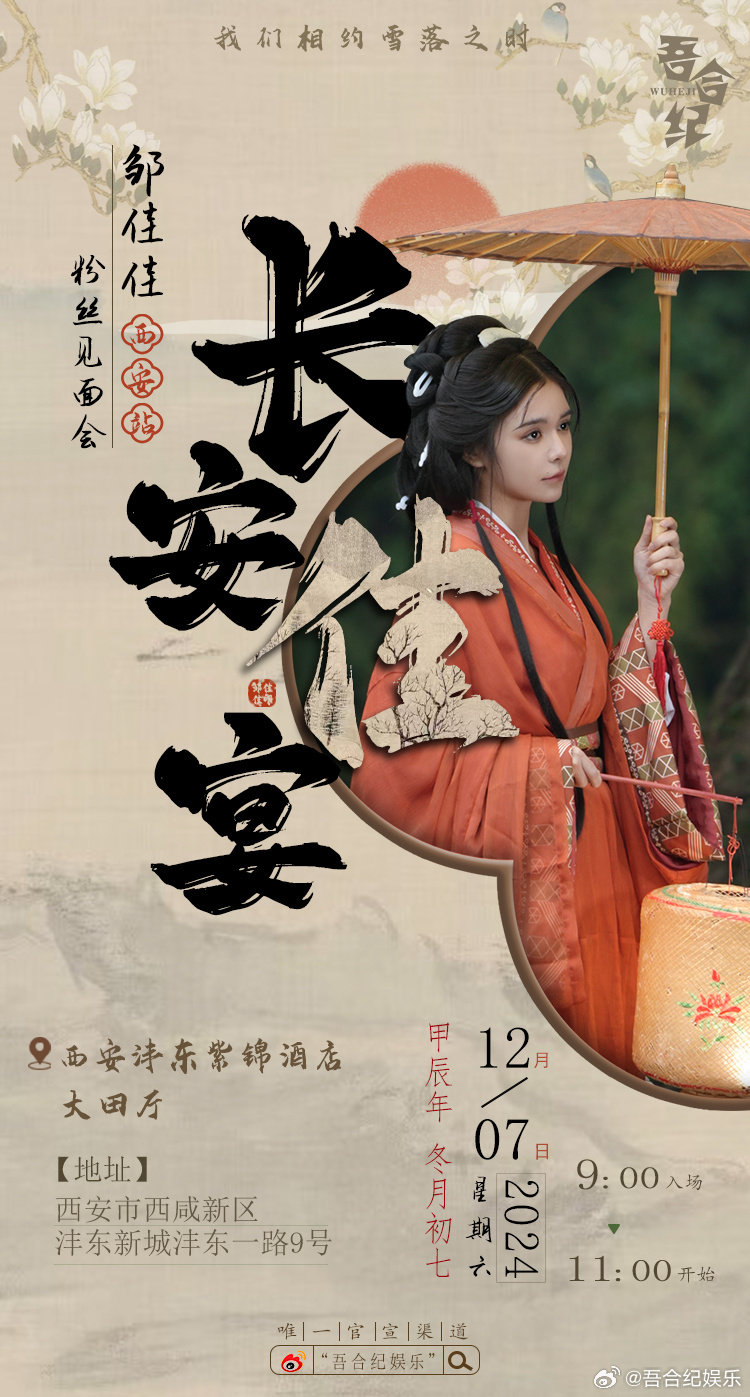 我们相约雪落之时
吾合纪
WUHEJI
邹佳佳
西安站
粉丝见面会
长安佳宴
西安沣东紫锦酒店
大田厅
【地址】
西安市西咸新区
沣东新城沣东一路9号
甲辰年 冬月初七
12月
07日
星期六
2024
9:00入场
11:00开始
唯一官宣渠道
“吾合纪娱乐”
@吾合纪娱乐